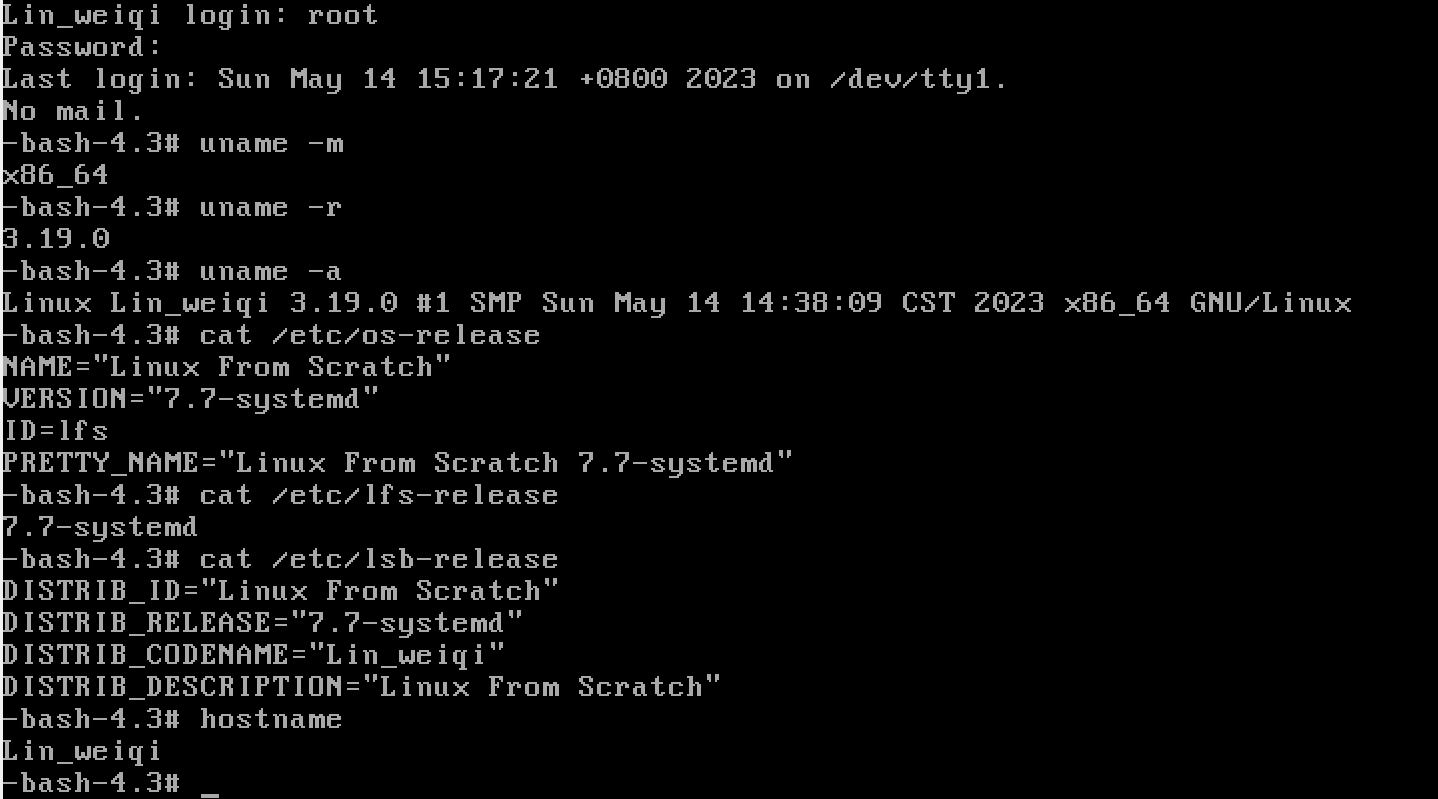 Lin_weiqi login: root
Password:
Last login: Sun May 14 15:17:21 +0800 2023 on /dev/tty1.
No mail.
-bash-4.3# uname -m
x86_64
-bash-4.3# uname -r
3.19.0
-bash-4.3# uname -a
Linux Lin_weiqi 3.19.0 #1 SMP Sun May 14 14:38:09 CST 2023 x86_64 GNU/Linux
-bash-4.3# cat /etc/os-release
NAME="Linux From Scratch"
VERSION="7.7-systemd"
ID=lfs
PRETTY_NAME="Linux From Scratch 7.7-systemd"
-bash-4.3# cat /etc/lfs-release
7.7-systemd
-bash-4.3# cat /etc/lsb-release
DISTRIB_ID="Linux From Scratch"
DISTRIB_RELEASE="7.7-systemd"
DISTRIB_CODENAME="Lin_weiqi"
DISTRIB_DESCRIPTION="Linux From Scratch"
-bash-4.3# hostname
Lin_weiqi
-bash-4.3# _